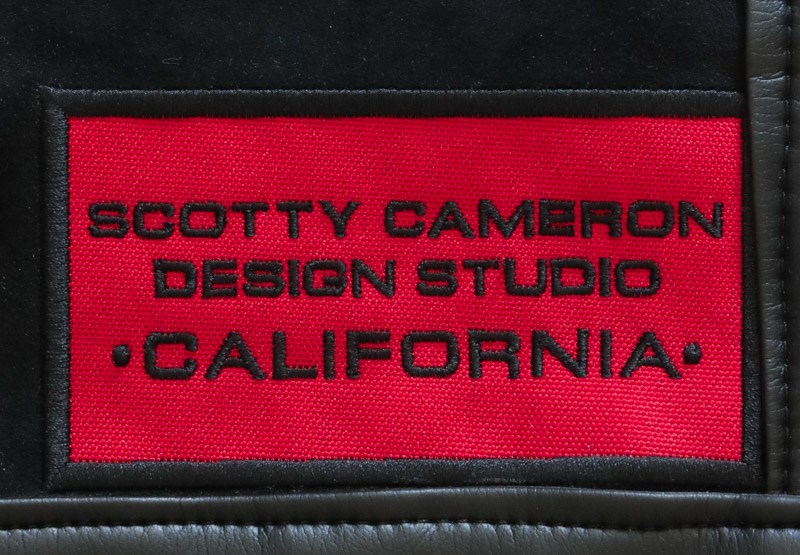 SCOTTY CAMERON
DESIGN STUDIO
•CALIFORNIA•